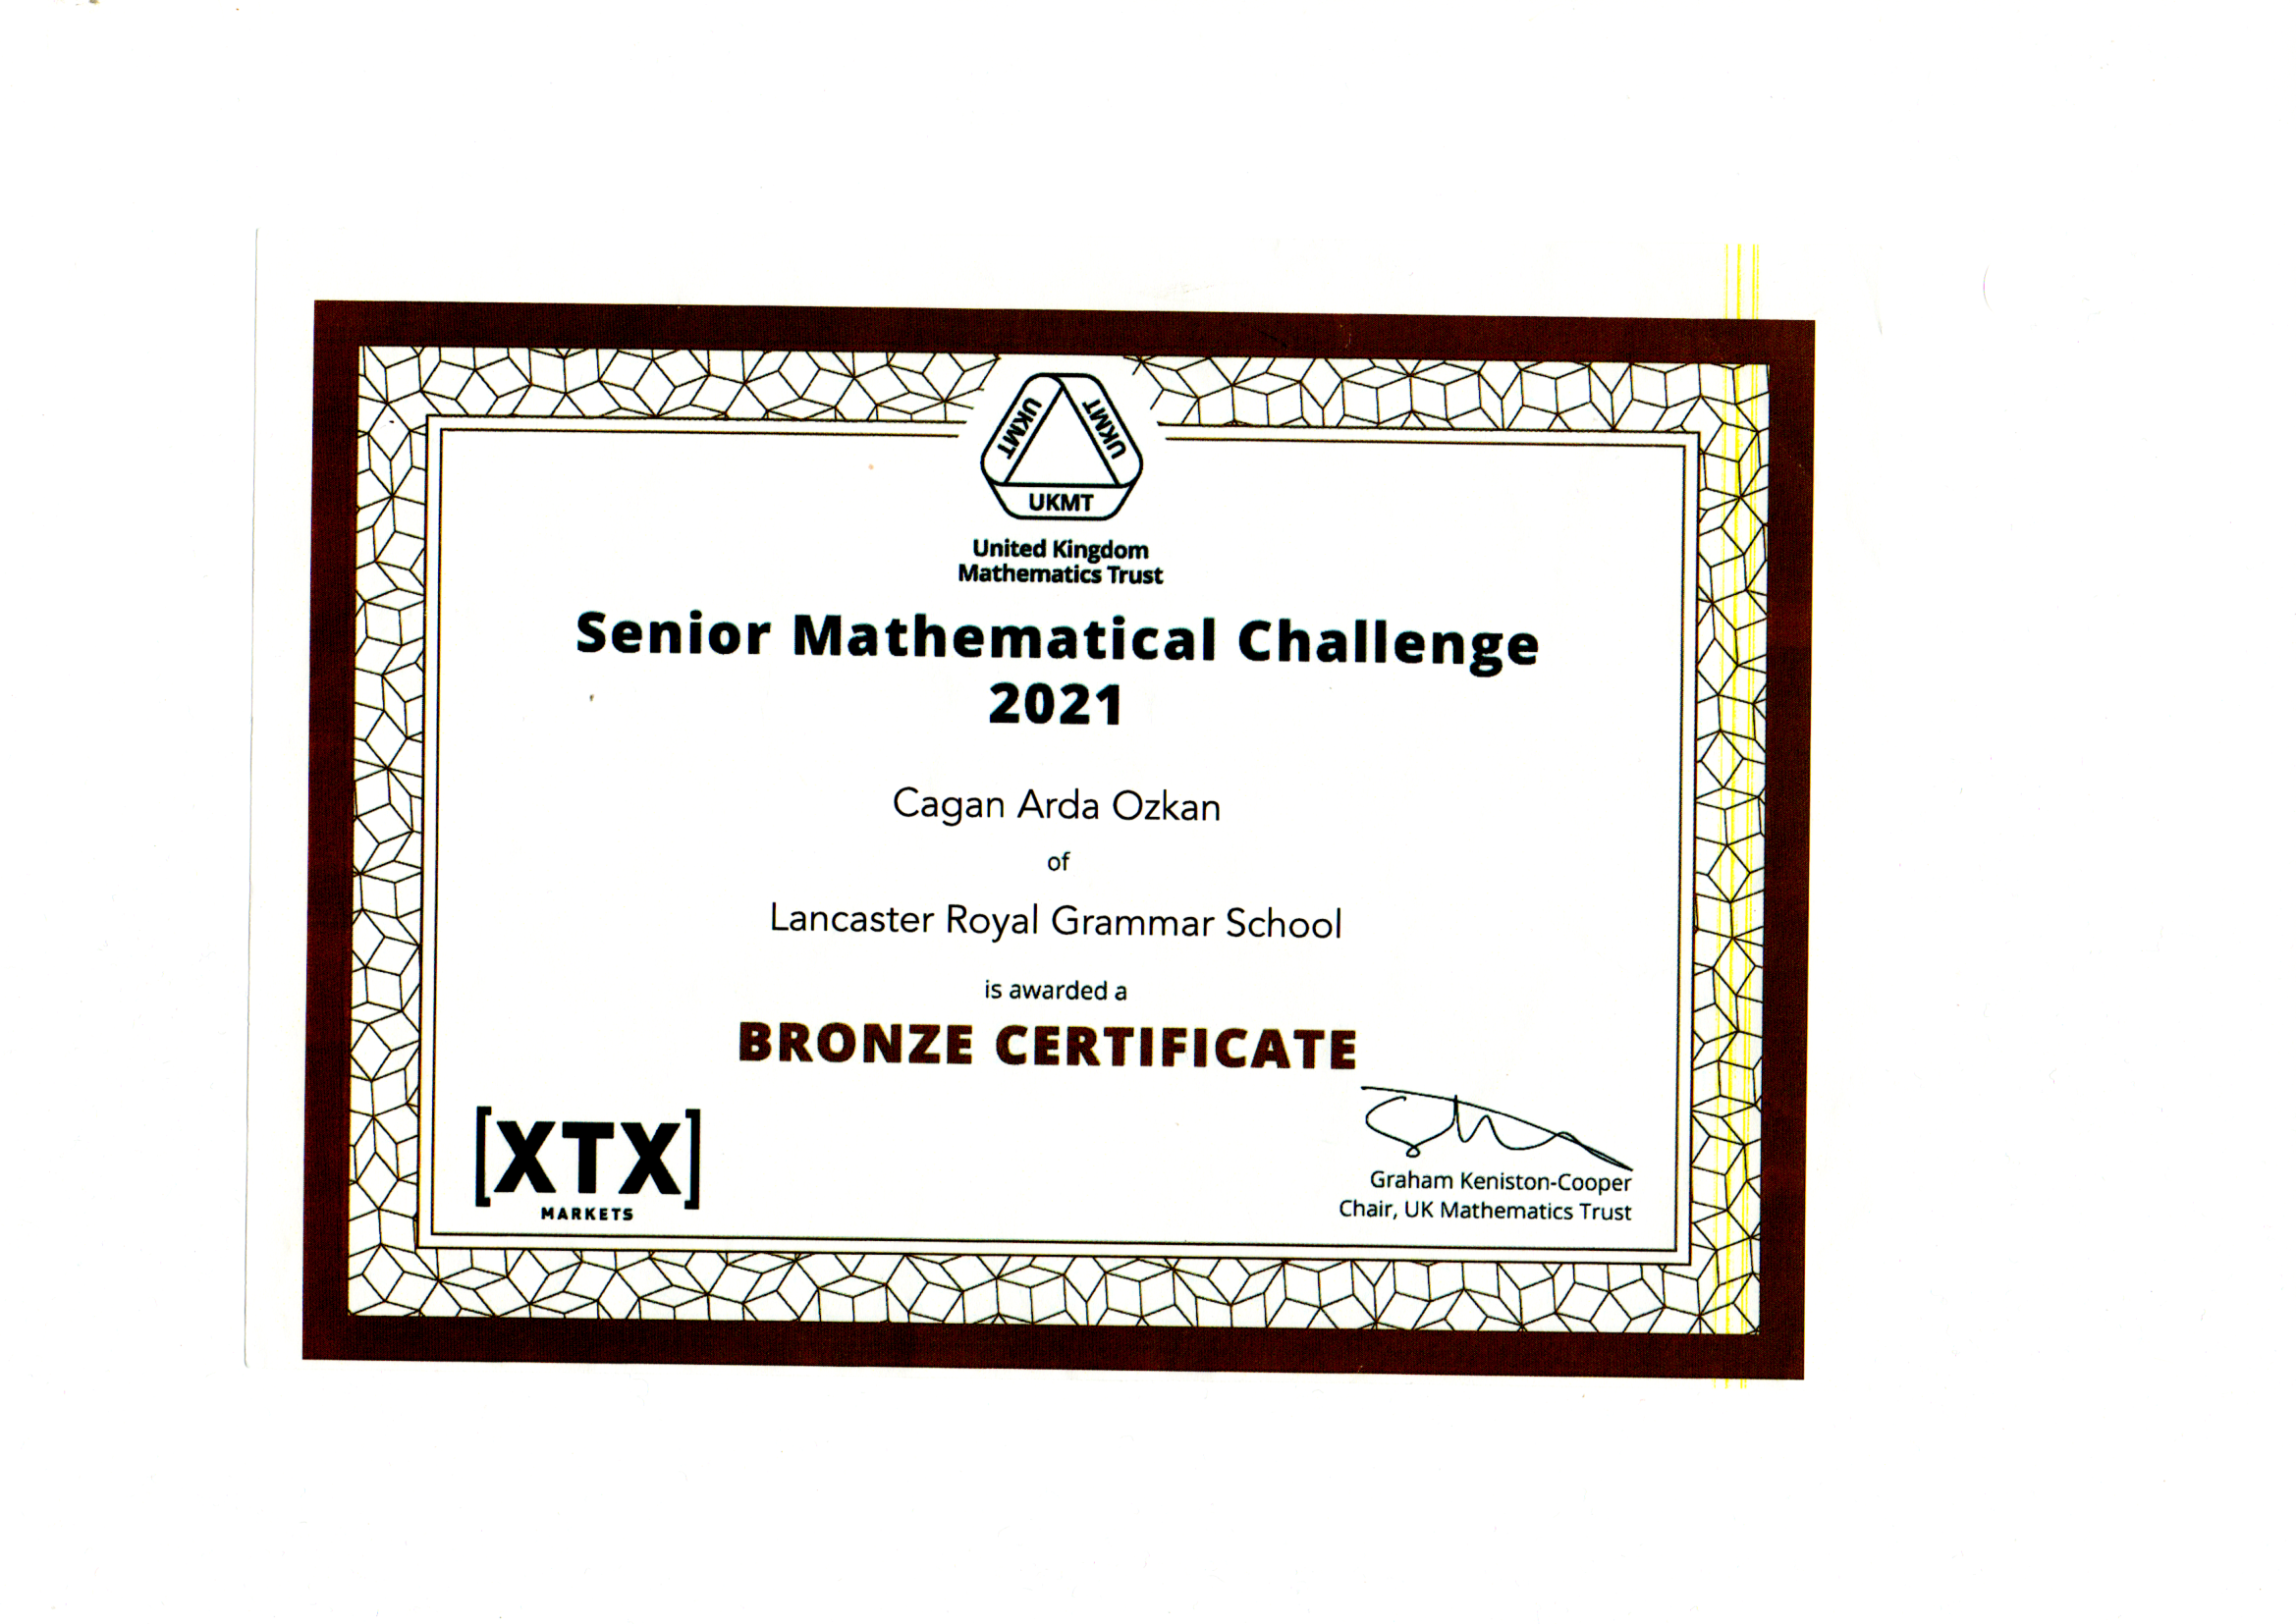 UKMT
UKMT
UKMT
United Kingdom
Mathematics Trust
Senior Mathematical Challenge
2021
Cagan Arda Ozkan
of
Lancaster Royal Grammar School
is awarded a
BRONZE CERTIFICATE
[XTX]
MARKETS
Graham Keniston-Cooper
Chair, UK Mathematics Trust